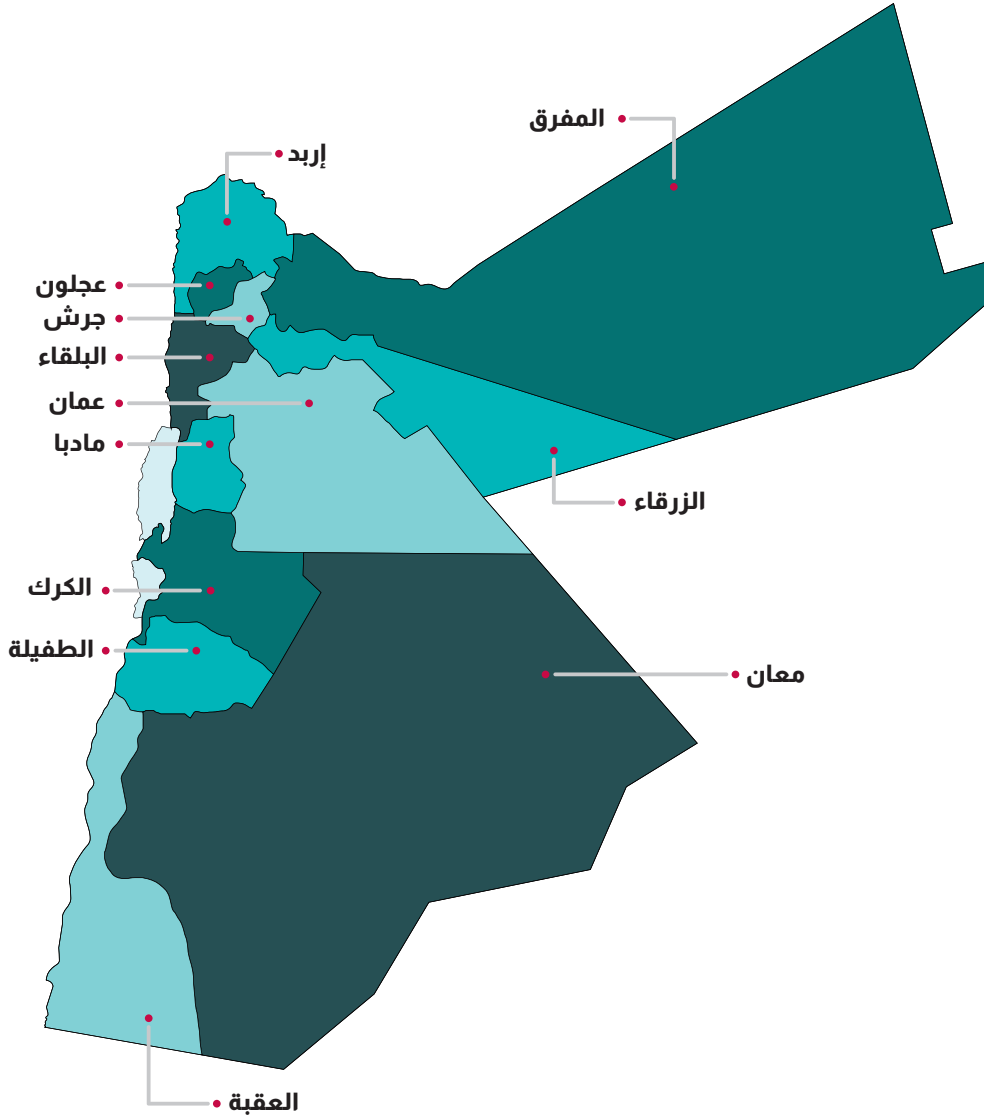 المفرق
إربد
عجلون
جرش
البلقاء
عمان
مادبا
الزرقاء
الكرك
الطفيلة
معان
العقبة